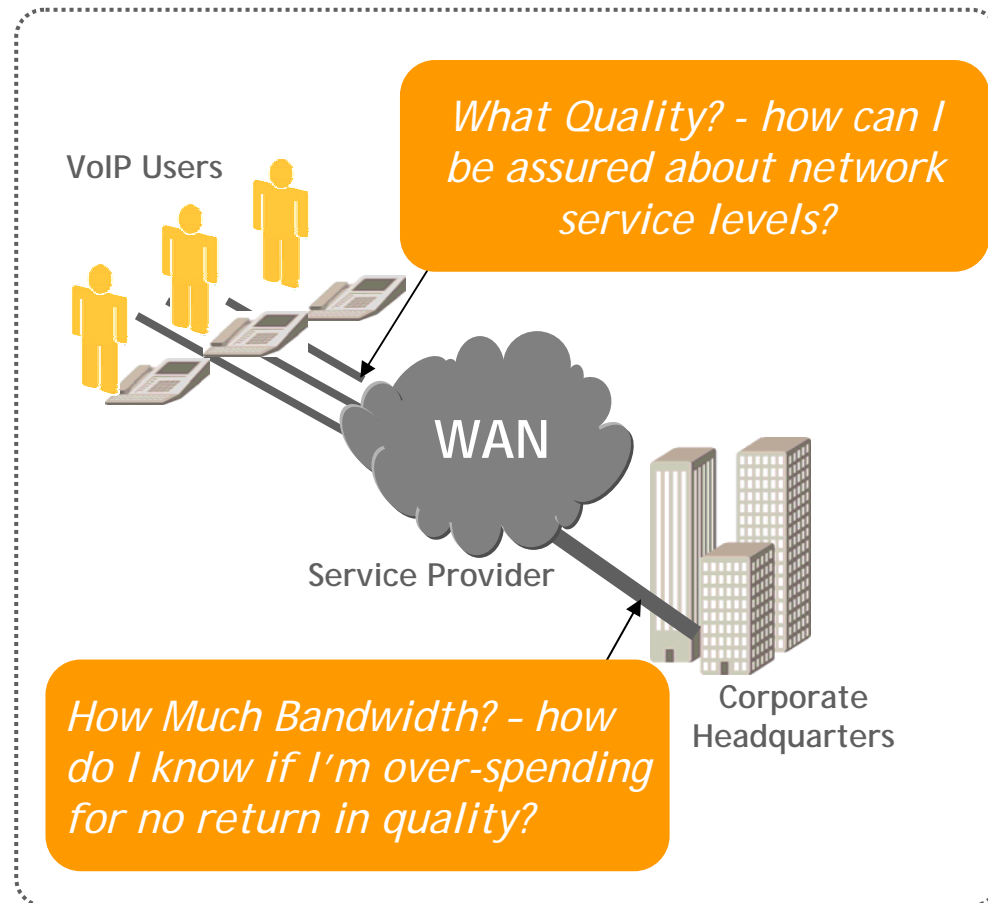 What Quality? - how can I
be assured about network
service levels?
VoIP Users
WAN
Service Provider
Corporate
Headquarters
How Much Bandwidth? – how
do I know if I'm over-spending
for no return in quality?